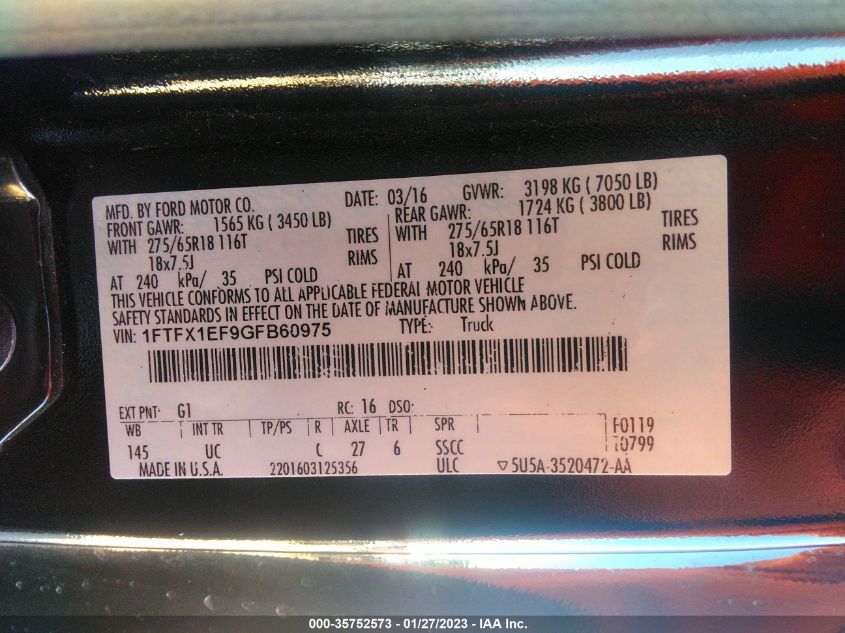 MFD. BY FORD MOTOR CO. DATE: 03/16 GVWR: 3198 KG ( 7050 LB)
FRONT GAWR: 1565 KG ( 3450 LB) REAR GAWR: 1724 KG ( 3800 LB)
WITH 275/65R18 116T TIRES WITH 275/65R18 116T TIRES
18x7.5J RIMS 18x7.5J RIMS
AT 240 kPa/ 35 PSI COLD AT 240 kPa/ 35 PSI COLD
THIS VEHICLE CONFORMS TO ALL APPLICABLE FEDERAL MOTOR VEHICLE
SAFETY STANDARDS IN EFFECT ON THE DATE OF MANUFACTURE SHOWN ABOVE.
VIN: 1FTFX1EF9GFB60975 TYPE: Truck
EXT PNT: G1 RC: 16 DSO:
WB INT TR TP/PS R AXLE TR SPR F0119
145 UC C 27 6 SSCC T0799
MADE IN U.S.A. 2201603125356 ULC ▽5U5A-3520472-AA
000-35752573 - 01/27/2023 - IAA Inc.